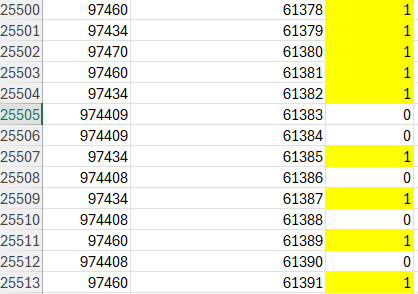 25500 97460 61378 1
25501 97434 61379 1
25502 97470 61380 1
25503 97460 61381 1
25504 97434 61382 1
25505 974409 61383 0
25506 974409 61384 0
25507 97434 61385 1
25508 974408 61386 0
25509 97434 61387 1
25510 974408 61388 0
25511 97460 61389 1
25512 974408 61390 0
25513 97460 61391 1